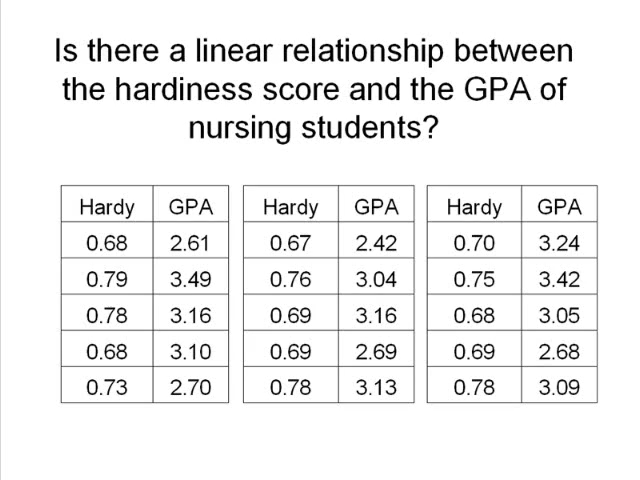 Is there a linear relationship between
the hardiness score and the GPA of
nursing students?
Hardy GPA Hardy GPA Hardy GPA
0.68 2.61 0.67 2.42 0.70 3.24
0.79 3.49 0.76 3.04 0.75 3.42
0.78 3.16 0.69 3.16 0.68 3.05
0.68 3.10 0.69 2.69 0.69 2.68
0.73 2.70 0.78 3.13 0.78 3.09